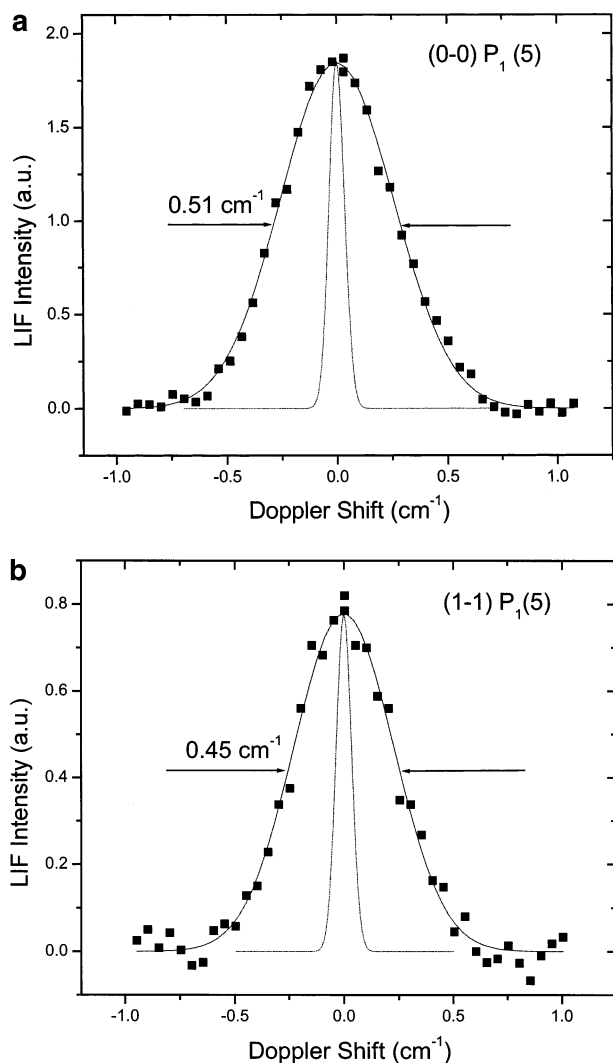 a
2.0
(0-0) P₁ (5)
1.5
0.51 cm⁻¹
1.0
LIF Intensity (a.u.)
0.5
0.0
-1.0 -0.5 0.0 0.5 1.0
Doppler Shift (cm⁻¹)
b
0.8
(1-1) P₁(5)
0.6
0.45 cm⁻¹
0.4
LIF Intensity (a.u.)
0.2
0.0
-1.0 -0.5 0.0 0.5 1.0
Doppler Shift (cm⁻¹)